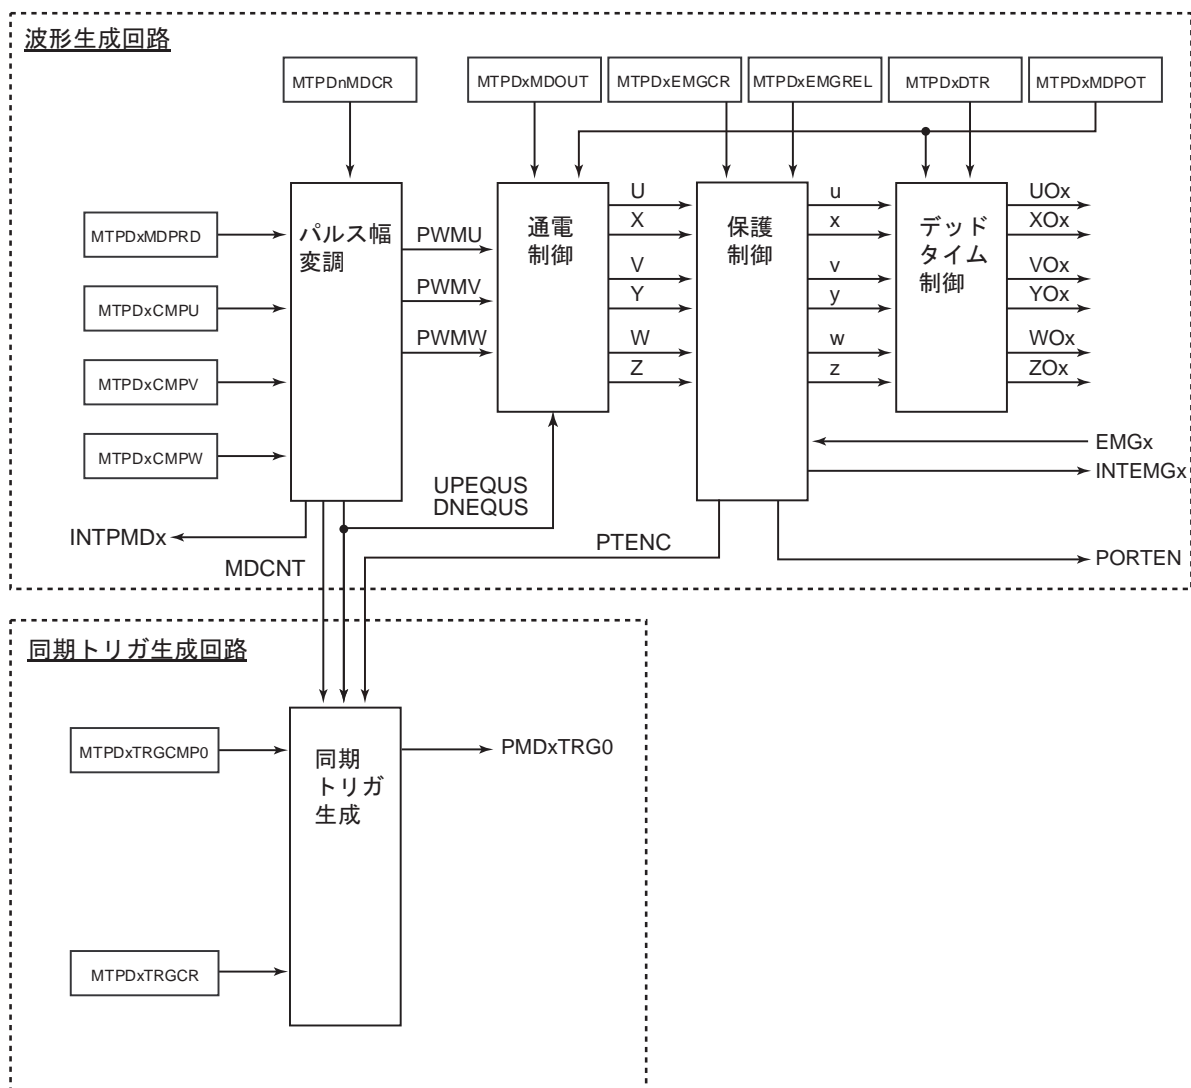 波形生成回路
MTPDnMDCR
MTPDxMDOUT
MTPDxEMGCR
MTPDxEMGREL
MTPDxDTR
MTPDxMDPOT
MTPDxMDPRD
MTPDxCMPU
MTPDxCMPV
MTPDxCMPW
パルス幅
変調
PWMU
PWMV
PWMW
通電
制御
U
X
V
Y
W
Z
保護
制御
u
x
v
y
w
z
デッド
タイム
制御
UOx
XOx
VOx
YOx
WOx
ZOx
EMGx
INTEMGx
UPEQUS
DNEQUS
INTPMDx
MDCNT
PTENC
PORTEN
同期トリガ生成回路
MTPDxTRGCMP0
同期
トリガ
生成
PMDxTRG0
MTPDxTRGCR